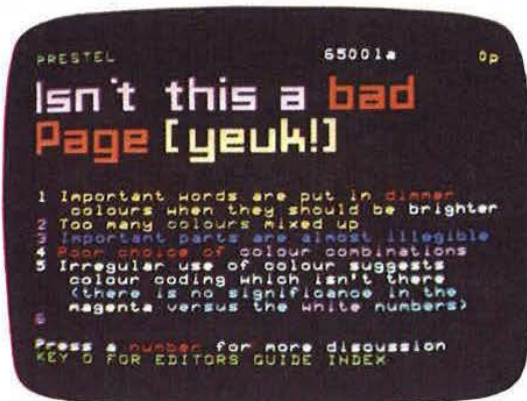 PRESTEL 65001a 0p
Isn't this a bad
Page [yeuk!]
1 Important words are put in dimmer
colours when they should be brighter
2 Too many colours mixed up
3 Important parts are almost illegible
4 Poor choice of colour combinations
5 Irregular use of colour suggests
colour coding which isn't there
(there is no significance in the
magenta versus the white numbers)
6
Press a number for more discussion
KEY 0 FOR EDITORS GUIDE INDEX